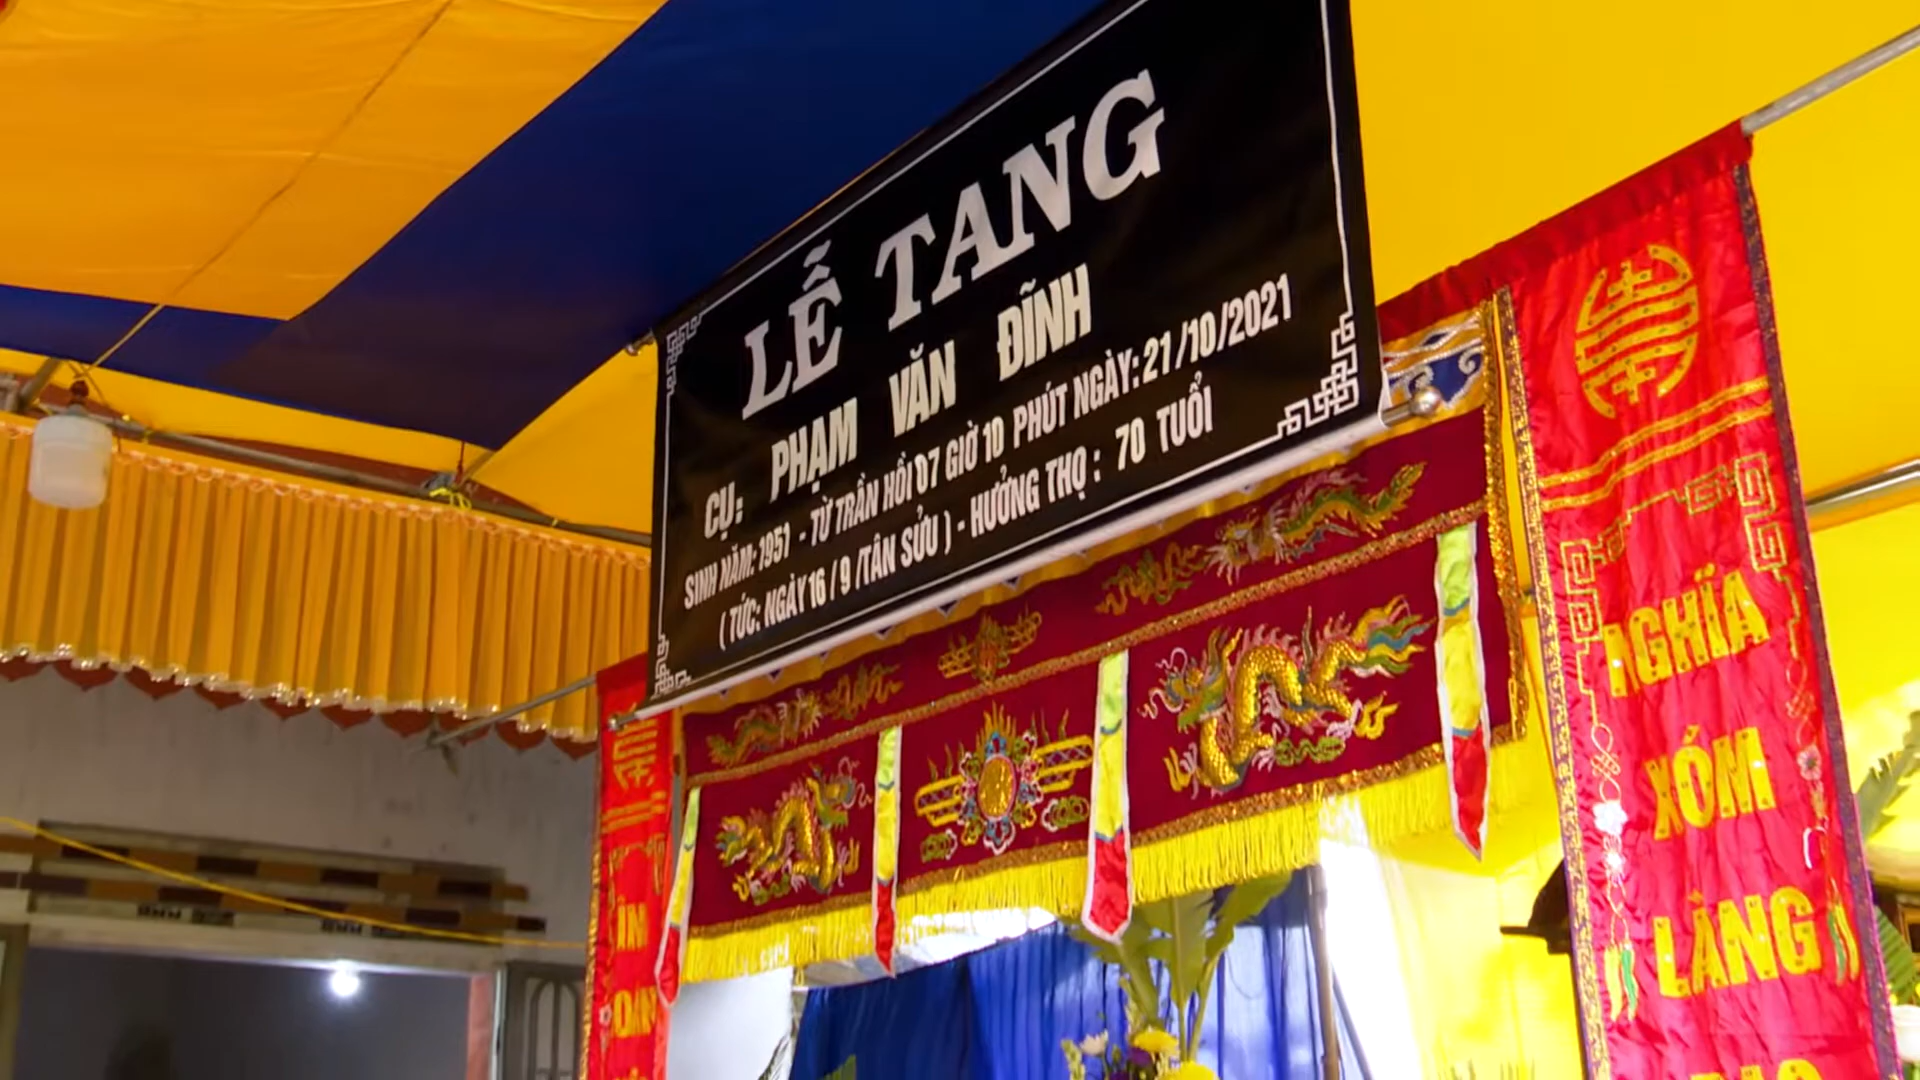 LỄ TANG
CỤ: PHẠM VĂN ĐĨNH
SINH NĂM: 1951 - TỪ TRẦN HỒI 07 GIỜ 10 PHÚT NGÀY: 21/10/2021
( TỨC: NGÀY 16 / 9 /TÂN SỬU ) - HƯỞNG THỌ : 70 TUỔI
NGHĨA
XÓM
LÀNG